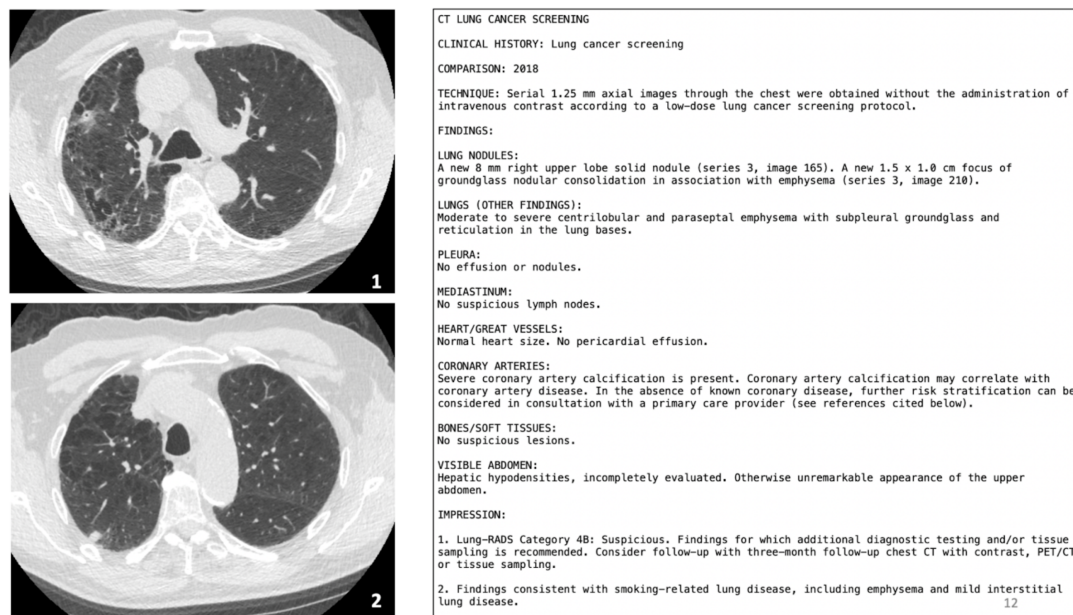 1
2
CT LUNG CANCER SCREENING
CLINICAL HISTORY: Lung cancer screening
COMPARISON: 2018
TECHNIQUE: Serial 1.25 mm axial images through the chest were obtained without the administration of
intravenous contrast according to a low-dose lung cancer screening protocol.
FINDINGS:
LUNG NODULES:
A new 8 mm right upper lobe solid nodule (series 3, image 165). A new 1.5 x 1.0 cm focus of
groundglass nodular consolidation in association with emphysema (series 3, image 210).
LUNGS (OTHER FINDINGS):
Moderate to severe centrilobular and paraseptal emphysema with subpleural groundglass and
reticulation in the lung bases.
PLEURA:
No effusion or nodules.
MEDIASTINUM:
No suspicious lymph nodes.
HEART/GREAT VESSELS:
Normal heart size. No pericardial effusion.
CORONARY ARTERIES:
Severe coronary artery calcification is present. Coronary artery calcification may correlate with
coronary artery disease. In the absence of known coronary disease, further risk stratification can be
considered in consultation with a primary care provider (see references cited below).
BONES/SOFT TISSUES:
No suspicious lesions.
VISIBLE ABDOMEN:
Hepatic hypodensities, incompletely evaluated. Otherwise unremarkable appearance of the upper
abdomen.
IMPRESSION:
1. Lung-RADS Category 4B: Suspicious. Findings for which additional diagnostic testing and/or tissue
sampling is recommended. Consider follow-up with three-month follow-up chest CT with contrast, PET/CT
or tissue sampling.
2. Findings consistent with smoking-related lung disease, including emphysema and mild interstitial
lung disease.
12